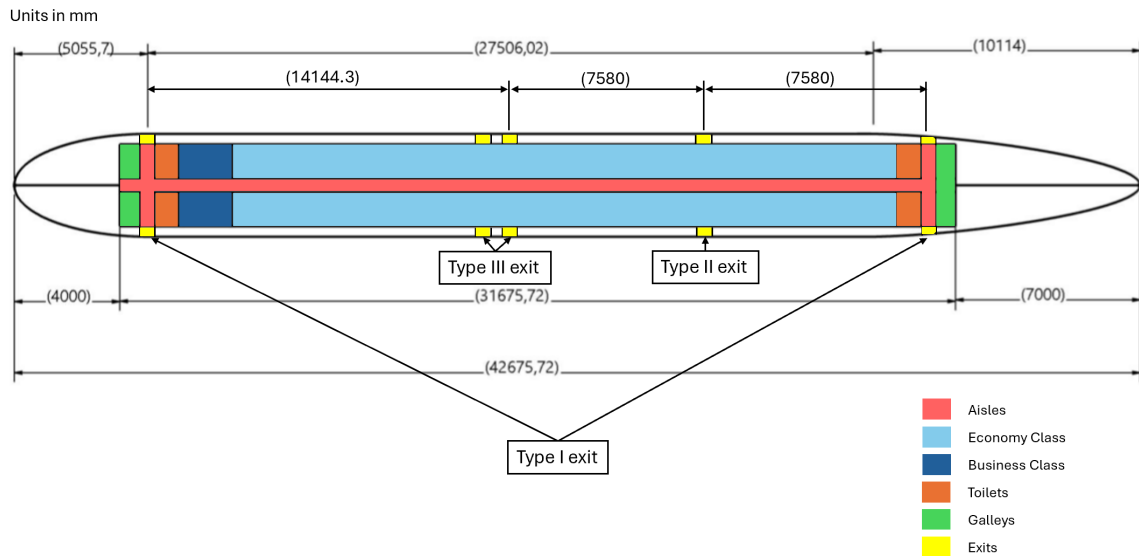 Units in mm
(5055,7)
(27506,02)
(10114)
(14144.3)
(7580)
(7580)
Type III exit
Type II exit
(4000)
(31675,72)
(7000)
(42675,72)
Type I exit
Aisles
Economy Class
Business Class
Toilets
Galleys
Exits